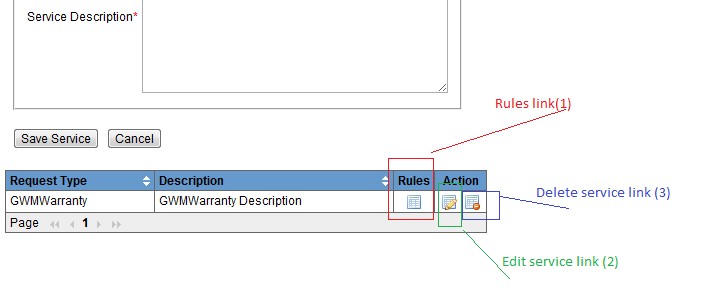 Service Description*
Rules link(1)
Save Service Cancel
Request Type Description Rules Action
GWMWarranty GWMWarranty Description
Delete service link (3)
Page 1
Edit service link (2)